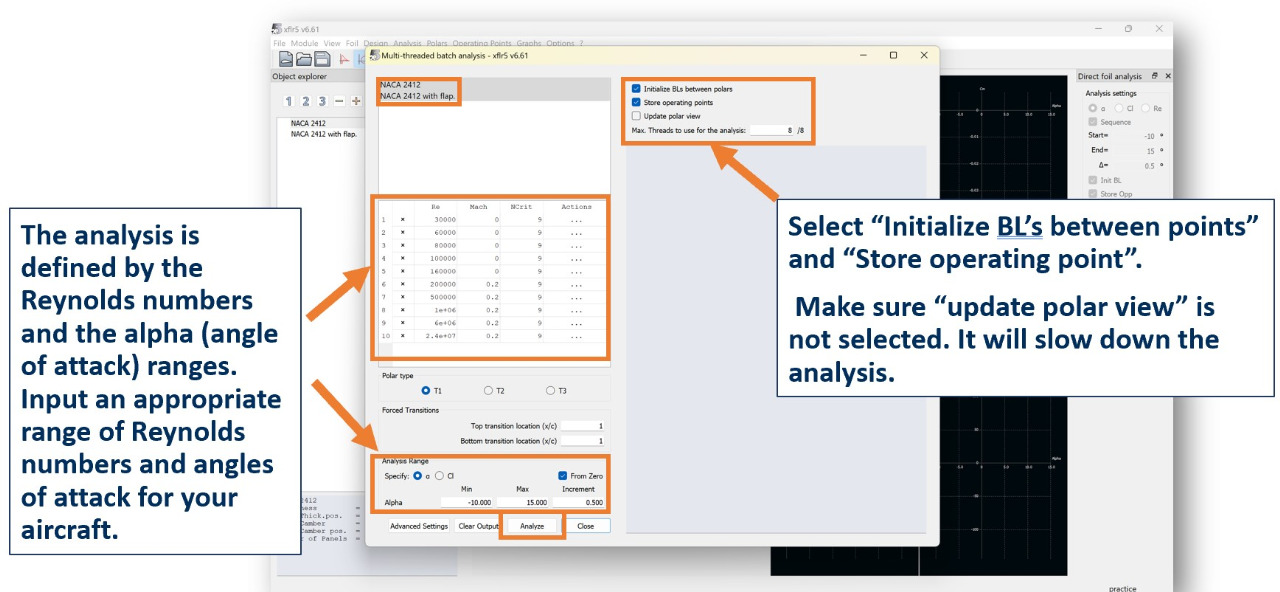 xflr5 v6.61
File Module View Foil Design Analysis Polars Operating Points Graphs Options ?
Object explorer
1 2 3 − +
NACA 2412
NACA 2412 with flap.
Multi-threaded batch analysis - xflr5 v6.61
NACA 2412
NACA 2412 with flap.
Re Mach NCrit Actions
1 × 30000 0 9 ...
2 × 60000 0 9 ...
3 × 80000 0 9 ...
4 × 100000 0 9 ...
5 × 160000 0 9 ...
6 × 200000 0.2 9 ...
7 × 500000 0.2 9 ...
8 × 1e+06 0.2 9 ...
9 × 6e+06 0.2 9 ...
10 × 2.4e+07 0.2 9 ...
Polar type
T1 T2 T3
Forced Transitions
Top transition location (x/c) 1
Bottom transition location (x/c) 1
Analysis Range
Specify: α Cl From Zero
Min Max Increment
Alpha -10.000 15.000 0.500
Advanced Settings Clear Output Analyze Close
Initialize BLs between polars
Store operating points
Update polar view
Max. Threads to use for the analysis: 8 /8
Direct foil analysis
Analysis settings
α Cl Re
Sequence
Start= -10 °
End= 15 °
Δ= 0.5 °
Init BL
Store Opp
The analysis is
defined by the
Reynolds numbers
and the alpha (angle
of attack) ranges.
Input an appropriate
range of Reynolds
numbers and angles
of attack for your
aircraft.
Select “Initialize BL’s between points”
and “Store operating point”.
Make sure “update polar view” is
not selected. It will slow down the
analysis.
2412
ness =
Thick.pos. =
Camber =
Camber pos. =
r of Panels =
practice